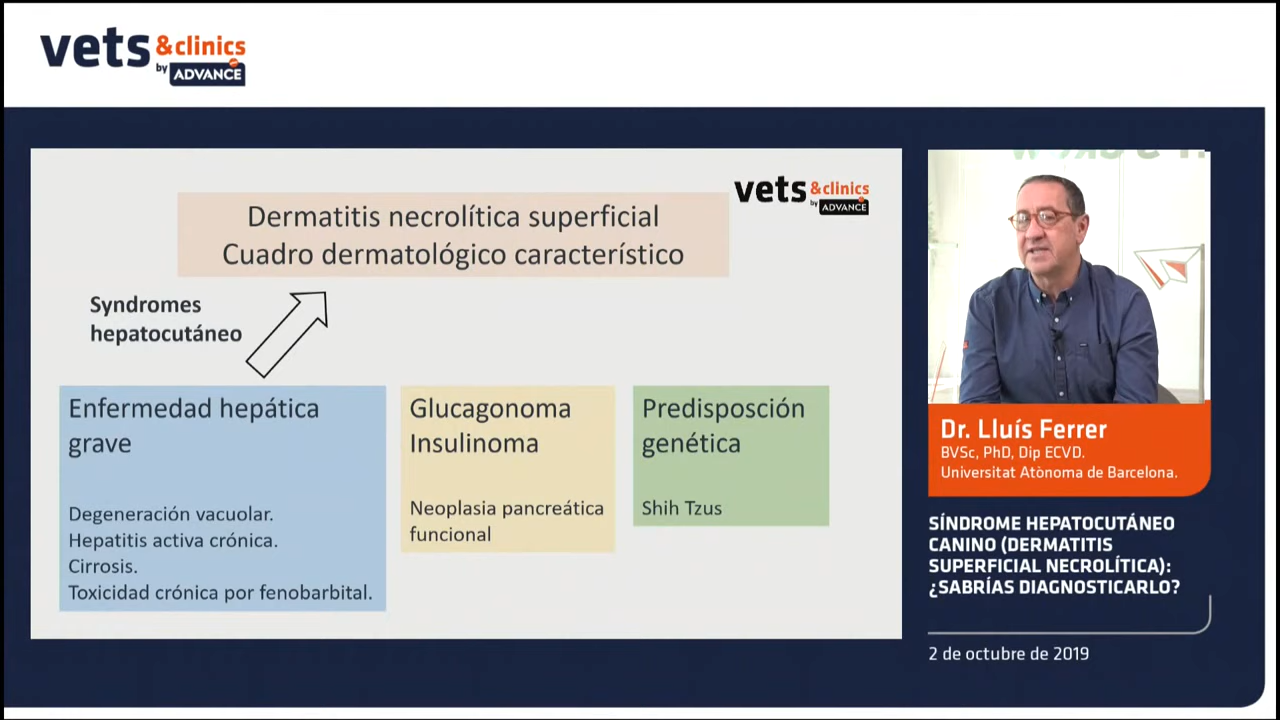 vets &clinics
by ADVANCE
vets &clinics
by ADVANCE
Dermatitis necrolítica superficial
Cuadro dermatológico característico
Syndromes
hepatocutáneo
Enfermedad hepática
grave
Degeneración vacuolar.
Hepatitis activa crónica.
Cirrosis.
Toxicidad crónica por fenobarbital.
Glucagonoma
Insulinoma
Neoplasia pancreática
funcional
Predisposción
genética
Shih Tzus
Dr. Lluís Ferrer
BVSc, PhD, Dip ECVD.
Universitat Atònoma de Barcelona.
SÍNDROME HEPATOCUTÁNEO
CANINO (DERMATITIS
SUPERFICIAL NECROLÍTICA):
¿SABRÍAS DIAGNOSTICARLO?
2 de octubre de 2019